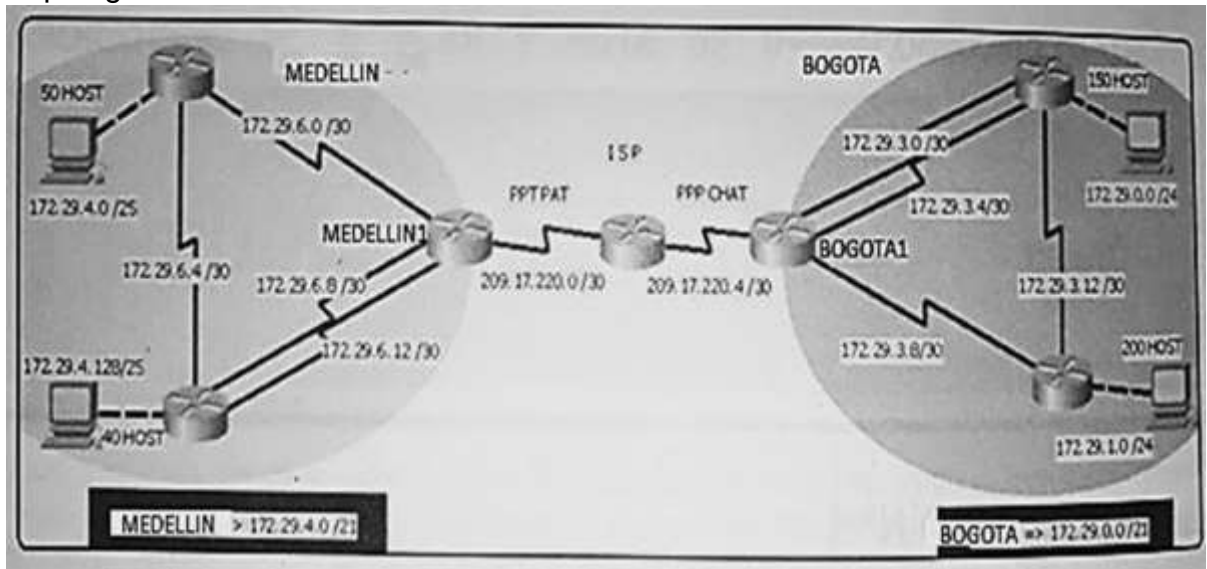 MEDELLIN - -
BOGOTA
50 HOST
150 HOST
172.29.6.0 /30
172.29.3.0 /30
ISP
PPT PAT
PPP CHAT
172.29.4.0 /25
172.29.0.0 /24
172.29.3.4/30
MEDELLIN1
BOGOTA1
172.29.6.4 /30
172.29.6.8 /30
209.17.220.0 /30
209.17.220.4 /30
172.29.3.12 /30
172.29.6.12 /30
172.29.3.8/30
200 HOST
172.29.4.128/25
40 HOST
172.29.1.0 /24
MEDELLIN > 172.29.4.0 /21
BOGOTA => 172.29.0.0 /21